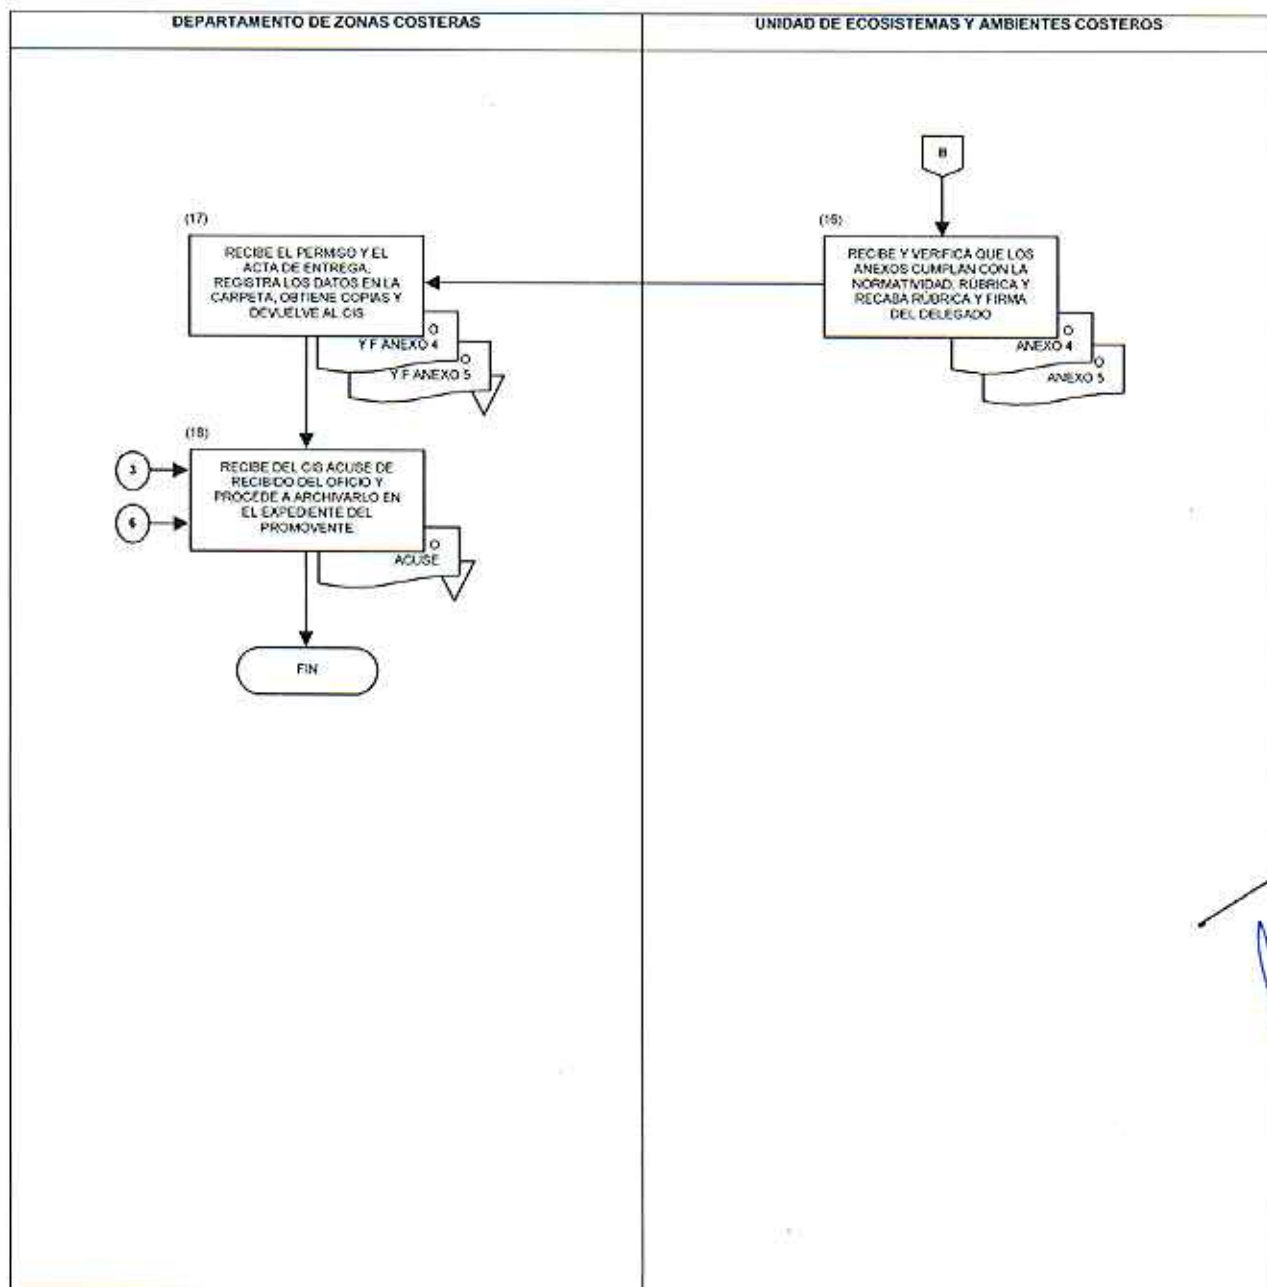 DEPARTAMENTO DE ZONAS COSTERAS
UNIDAD DE ECOSISTEMAS Y AMBIENTES COSTEROS
B
(16)
RECIBE Y VERIFICA QUE LOS
ANEXOS CUMPLAN CON LA
NORMATIVIDAD, RÚBRICA Y
RECABA RÚBRICA Y FIRMA
DEL DELEGADO
O
ANEXO 4
O
ANEXO 5
(17)
RECIBE EL PERMISO Y EL
ACTA DE ENTREGA,
REGISTRA LOS DATOS EN LA
CARPETA, OBTIENE COPIAS Y
DEVUELVE AL CIS
O
Y F ANEXO 4
O
Y F ANEXO 5
(18)
3
6
RECIBE DEL CIS ACUSE DE
RECIBIDO DEL OFICIO Y
PROCEDE A ARCHIVARLO EN
EL EXPEDIENTE DEL
PROMOVENTE
O
ACUSE
FIN